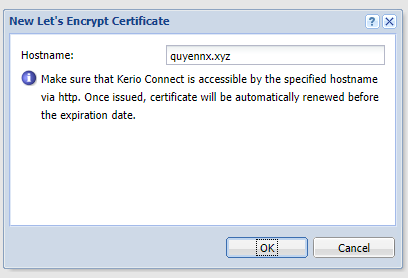 New Let's Encrypt Certificate
Hostname:
quyennx.xyz
Make sure that Kerio Connect is accessible by the specified hostname
via http. Once issued, certificate will be automatically renewed before
the expiration date.
OK
Cancel